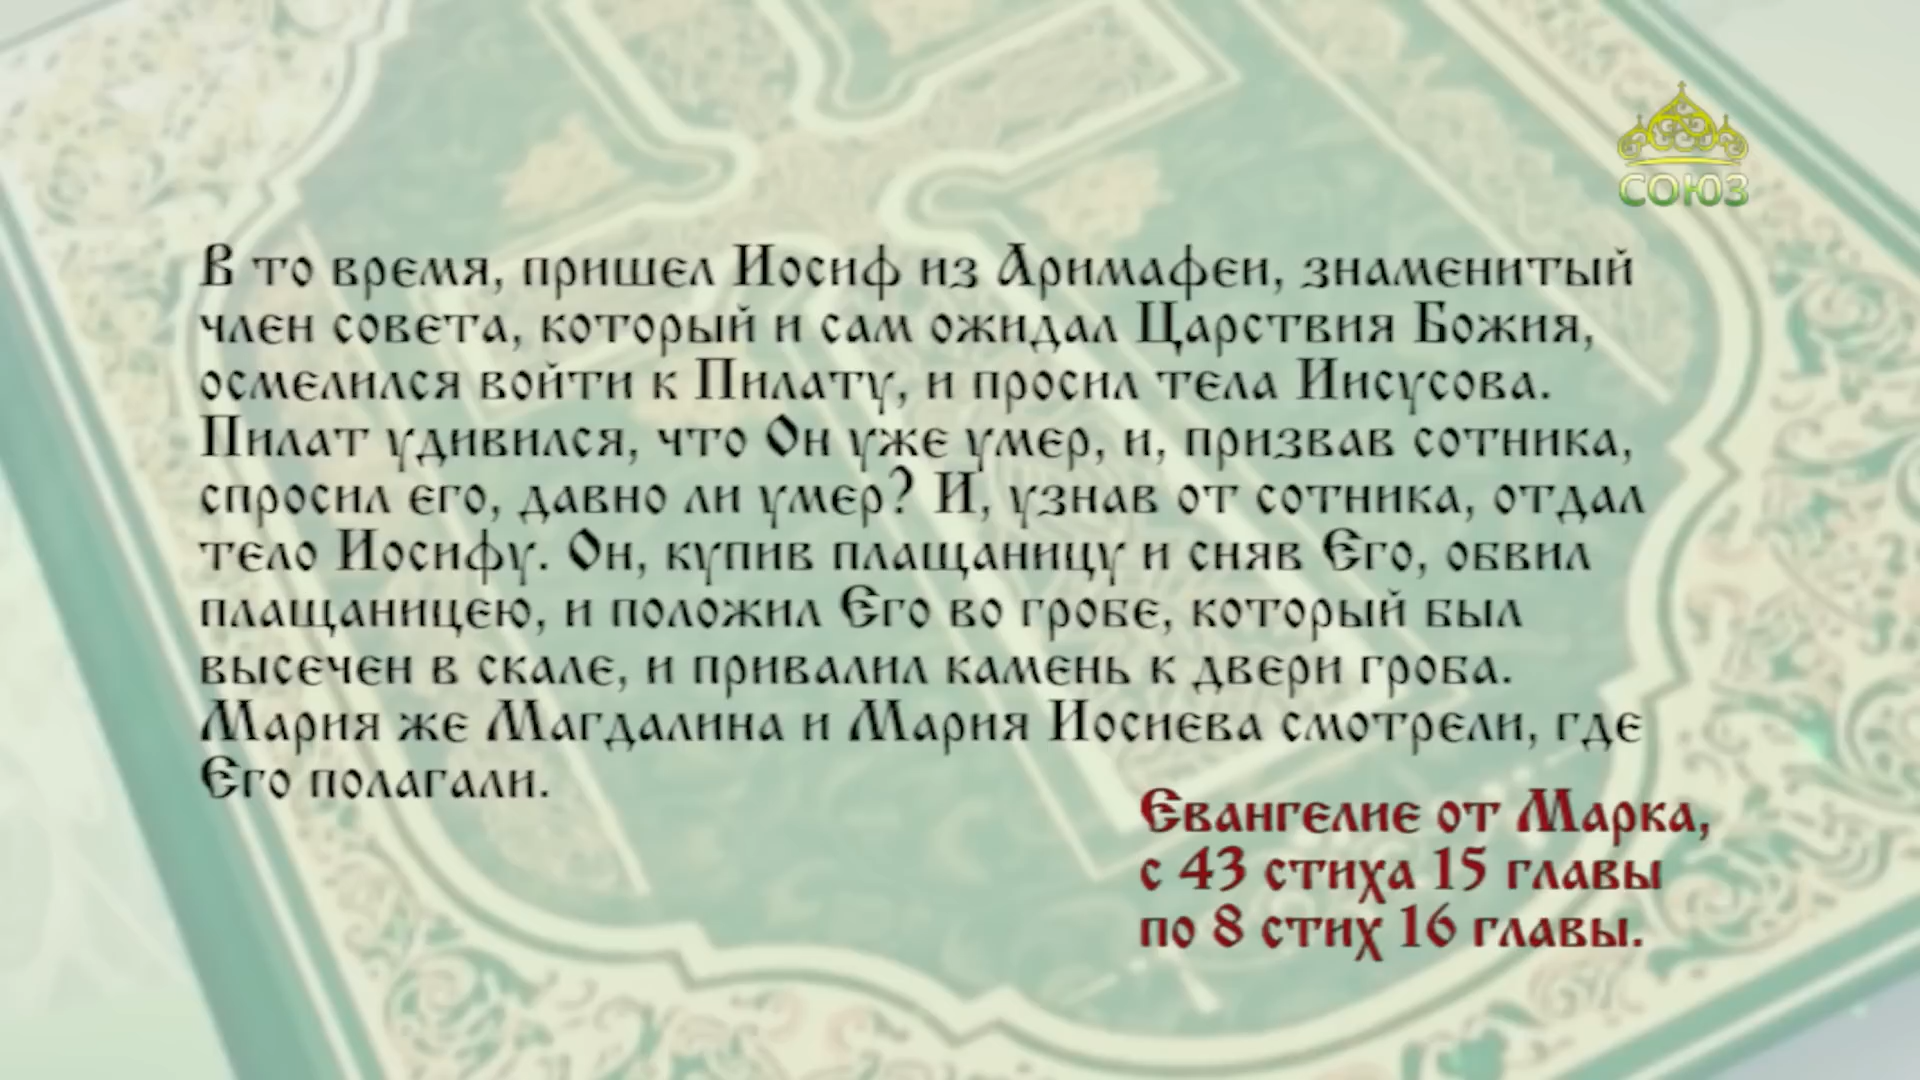 СОЮЗ
В то время, пришел Иосиф из Аримафеи, знаменитый
член совета, который и сам ожидал Царствия Божия,
осмелился войти к Пилату, и просил тела Иисусова.
Пилат удивился, что Он уже умер, и, призвав сотника,
спросил его, давно ли умер? И, узнав от сотника, отдал
тело Иосифу. Он, купив плащаницу и сняв Его, обвил
плащаницею, и положил Его во гробе, который был
высечен в скале, и привалил камень к двери гроба.
Мария же Магдалина и Мария Иосиева смотрели, где
Его полагали.
Евангелие от Марка,
с 43 стиха 15 главы
по 8 стих 16 главы.